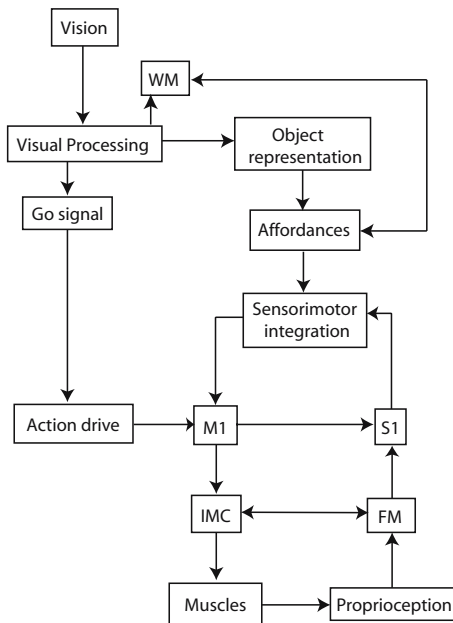 Vision
WM
Visual Processing
Object
representation
Go signal
Affordances
Sensorimotor
integration
Action drive
M1
S1
IMC
FM
Muscles
Proprioception